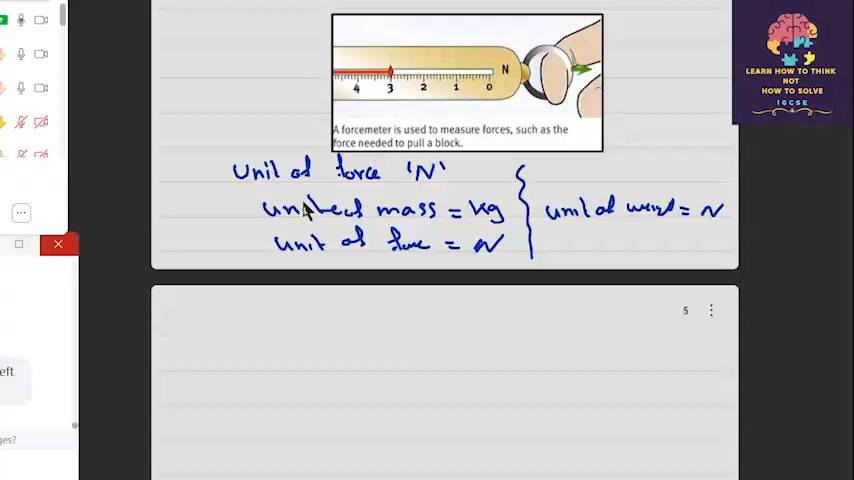 4 3 2 1 0 N
A forcemeter is used to measure forces, such as the
force needed to pull a block.
Unit of force 'N'
unit of mass = kg
unit of force = N
unit of weight = N
5
LEARN HOW TO THINK
NOT
HOW TO SOLVE
IGCSE
eft
ges?